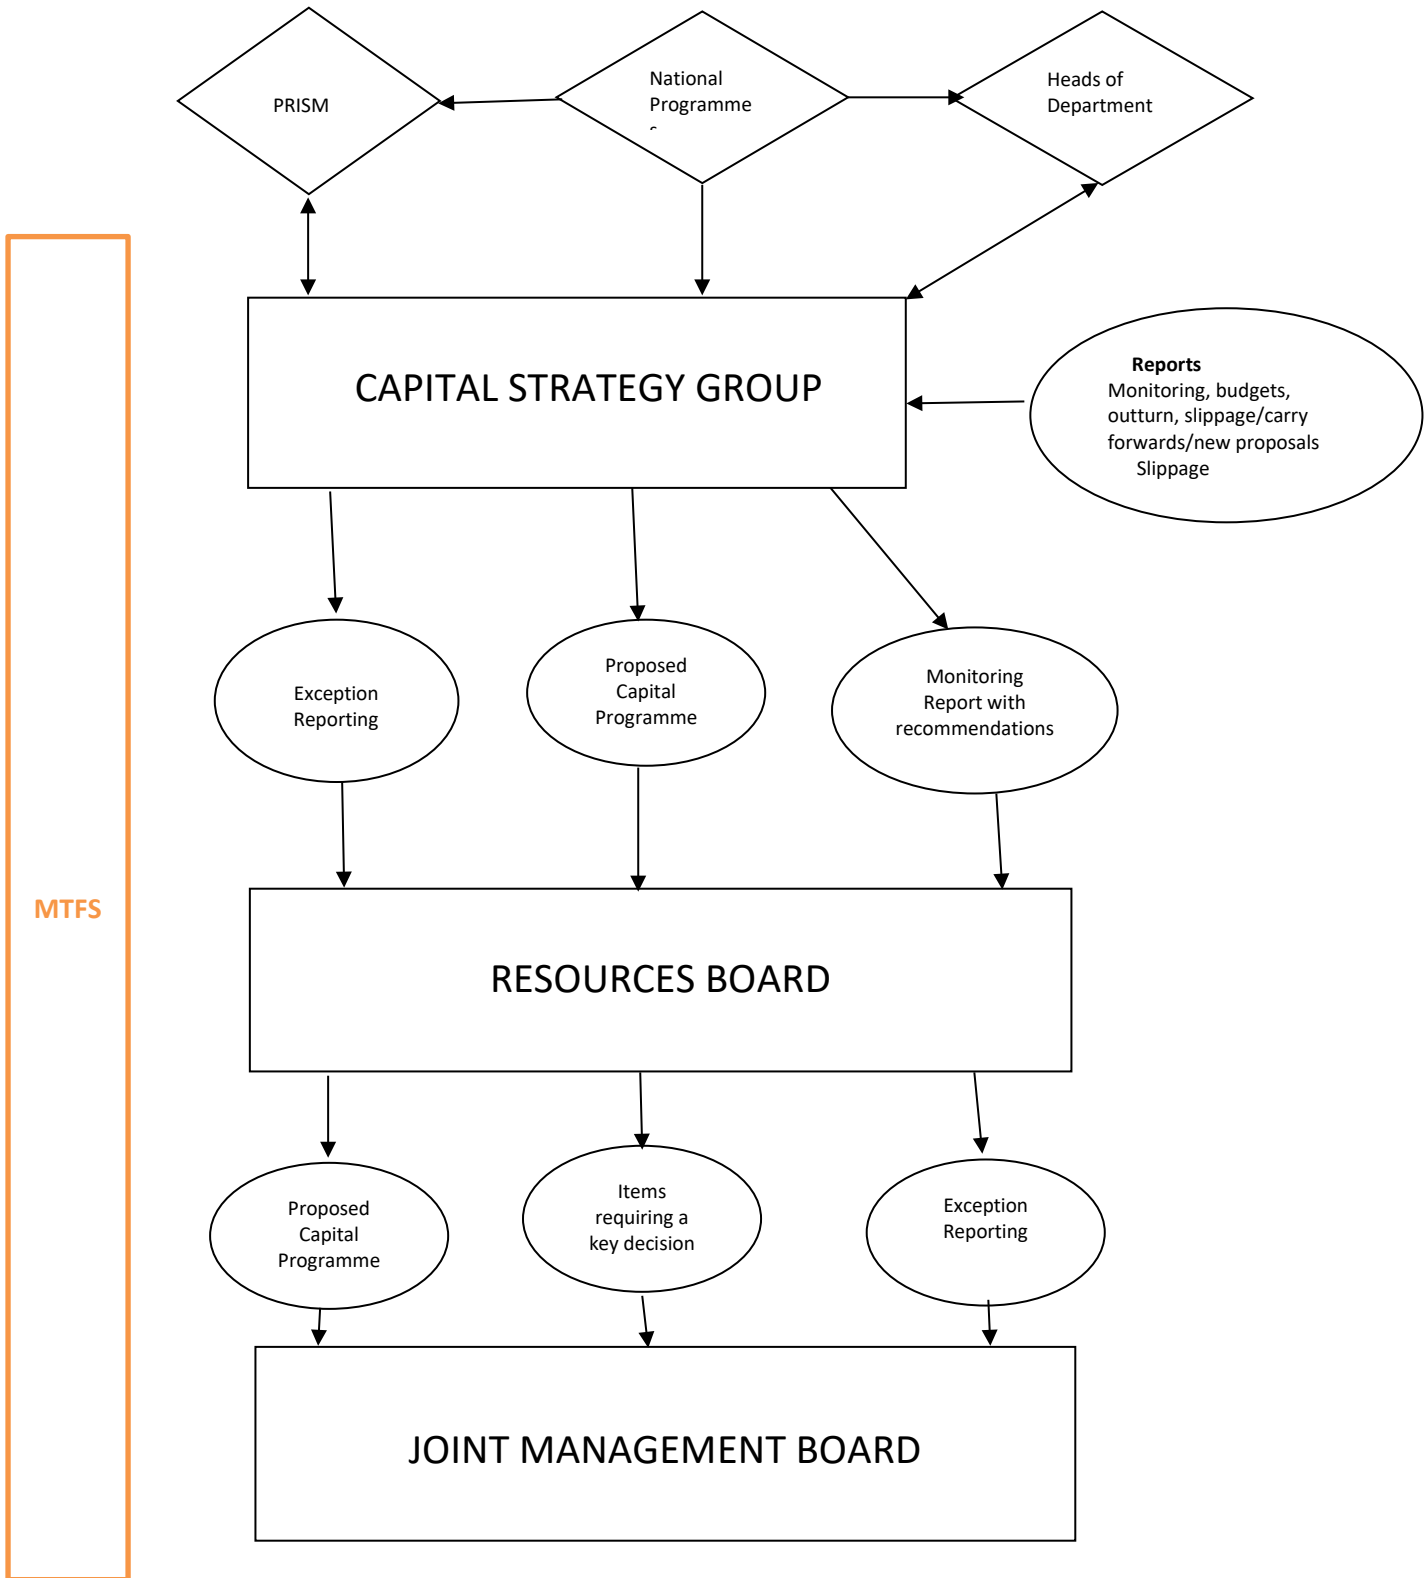 PRISM
National
Programme
Heads of
Department
CAPITAL STRATEGY GROUP
Reports
Monitoring, budgets,
outturn, slippage/carry
forwards/new proposals
Slippage
Exception
Reporting
Proposed
Capital
Programme
Monitoring
Report with
recommendations
MTFS
RESOURCES BOARD
Proposed
Capital
Programme
Items
requiring a
key decision
Exception
Reporting
JOINT MANAGEMENT BOARD